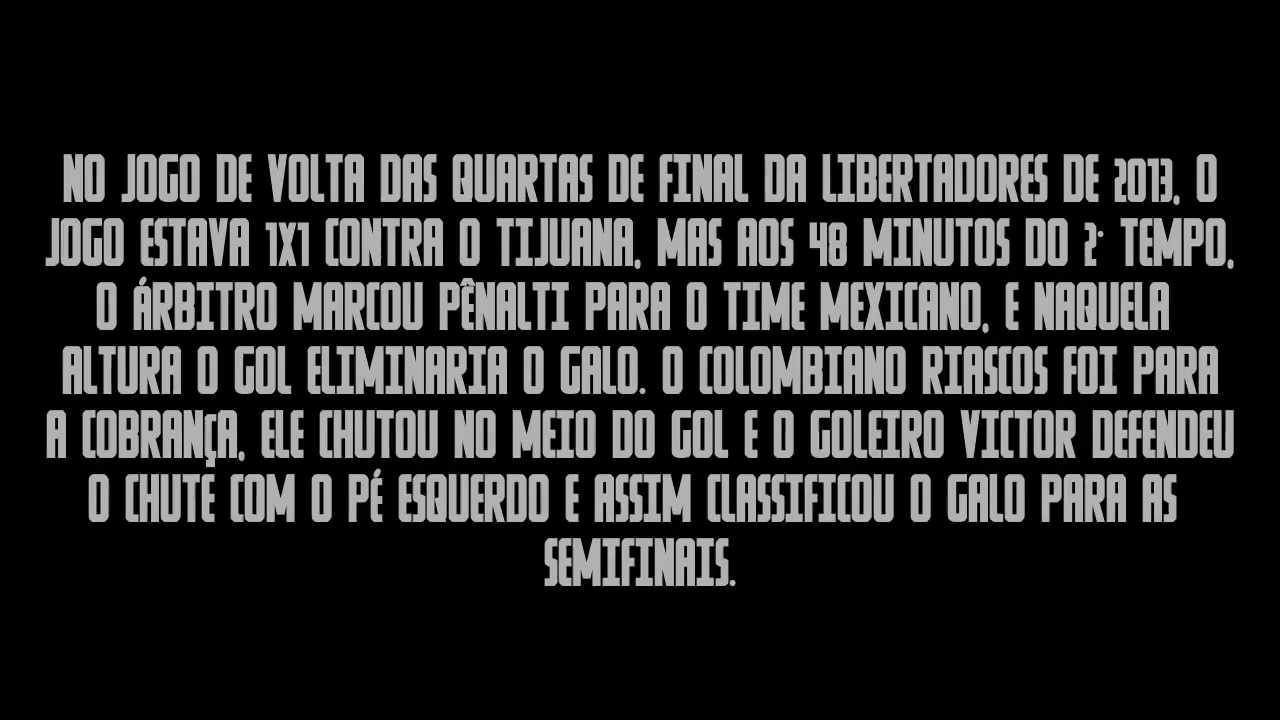 NO JOGO DE VOLTA DAS QUARTAS DE FINAL DA LIBERTADORES DE 2013, O
JOGO ESTAVA 1X1 CONTRA O TIJUANA, MAS AOS 48 MINUTOS DO 2° TEMPO,
O ÁRBITRO MARCOU PÊNALTI PARA O TIME MEXICANO, E NAQUELA
ALTURA O GOL ELIMINARIA O GALO. O COLOMBIANO RIASCOS FOI PARA
A COBRANÇA, ELE CHUTOU NO MEIO DO GOL E O GOLEIRO VICTOR DEFENDEU
O CHUTE COM O PÉ ESQUERDO E ASSIM CLASSIFICOU O GALO PARA AS
SEMIFINAIS.